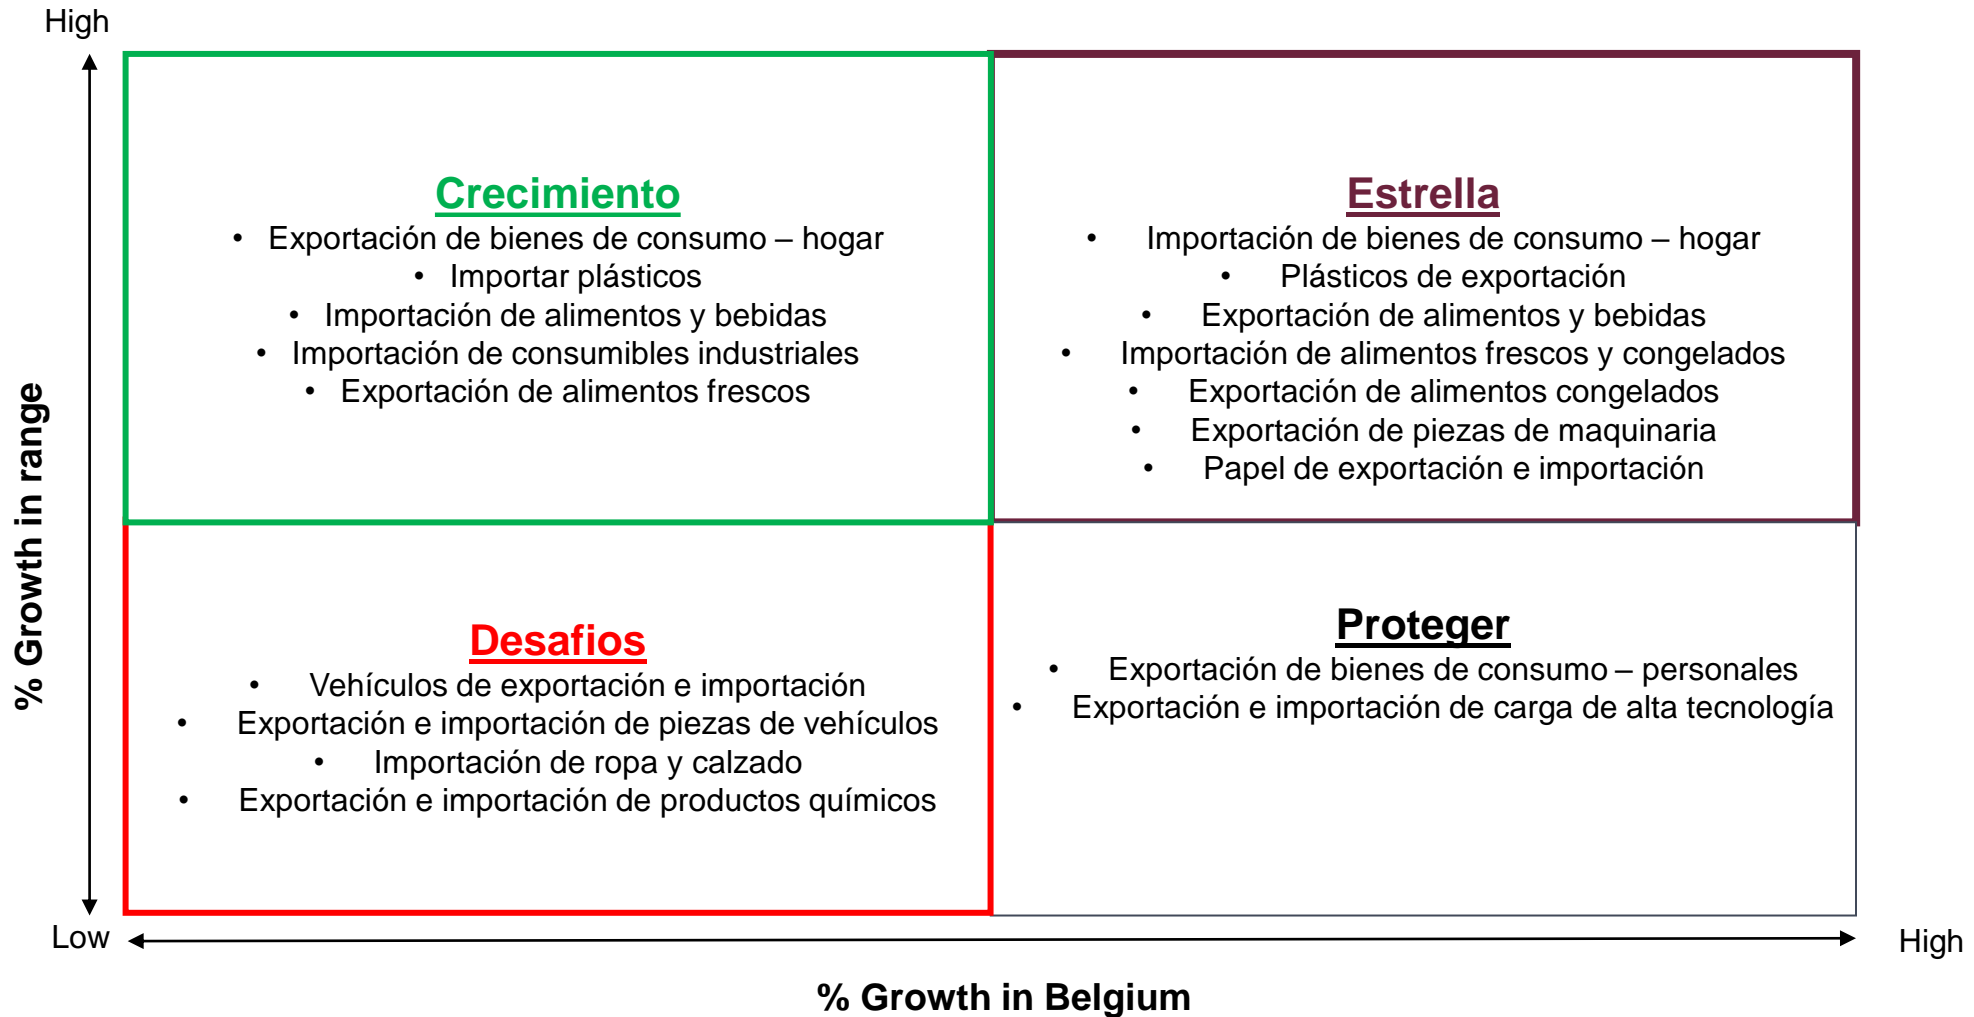 High
Crecimiento
• Exportación de bienes de consumo – hogar
• Importar plásticos
• Importación de alimentos y bebidas
• Importación de consumibles industriales
• Exportación de alimentos frescos
Estrella
• Importación de bienes de consumo – hogar
• Plásticos de exportación
• Exportación de alimentos y bebidas
• Importación de alimentos frescos y congelados
• Exportación de alimentos congelados
• Exportación de piezas de maquinaria
• Papel de exportación e importación
% Growth in range
Desafios
• Vehículos de exportación e importación
• Exportación e importación de piezas de vehículos
• Importación de ropa y calzado
• Exportación e importación de productos químicos
Proteger
• Exportación de bienes de consumo – personales
• Exportación e importación de carga de alta tecnología
Low
High
% Growth in Belgium